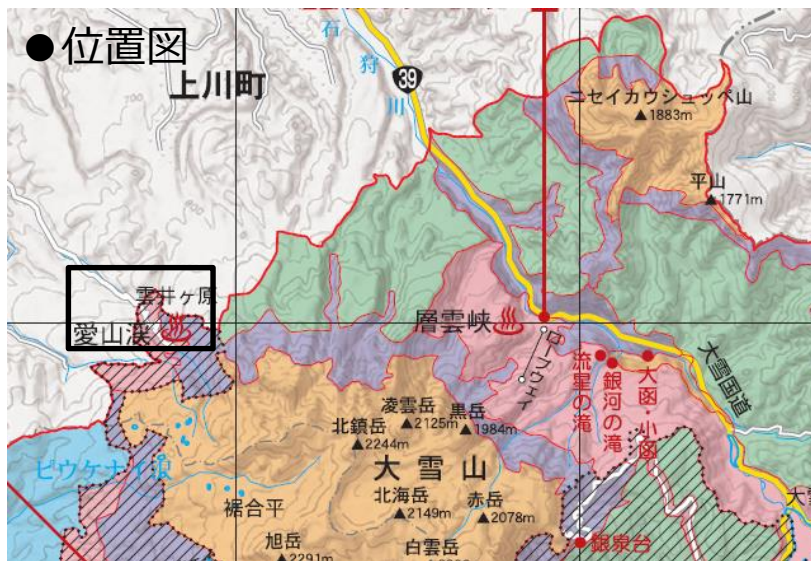 ●位置図
石狩川
上川町
39
ニセイカウシュッペ山
▲1883m
平山
▲1771m
雲井ヶ原
愛山渓
層雲峡
ロープウェイ
流星の滝
銀河の滝
大函・小函
大雪国道
凌雲岳
▲2125m
黒岳
▲1984m
北鎮岳
▲2244m
大雪山
ピウケナイ沢
裾合平
北海岳
▲2149m
赤岳
▲2078m
旭岳
▲2291m
白雲岳
銀泉台